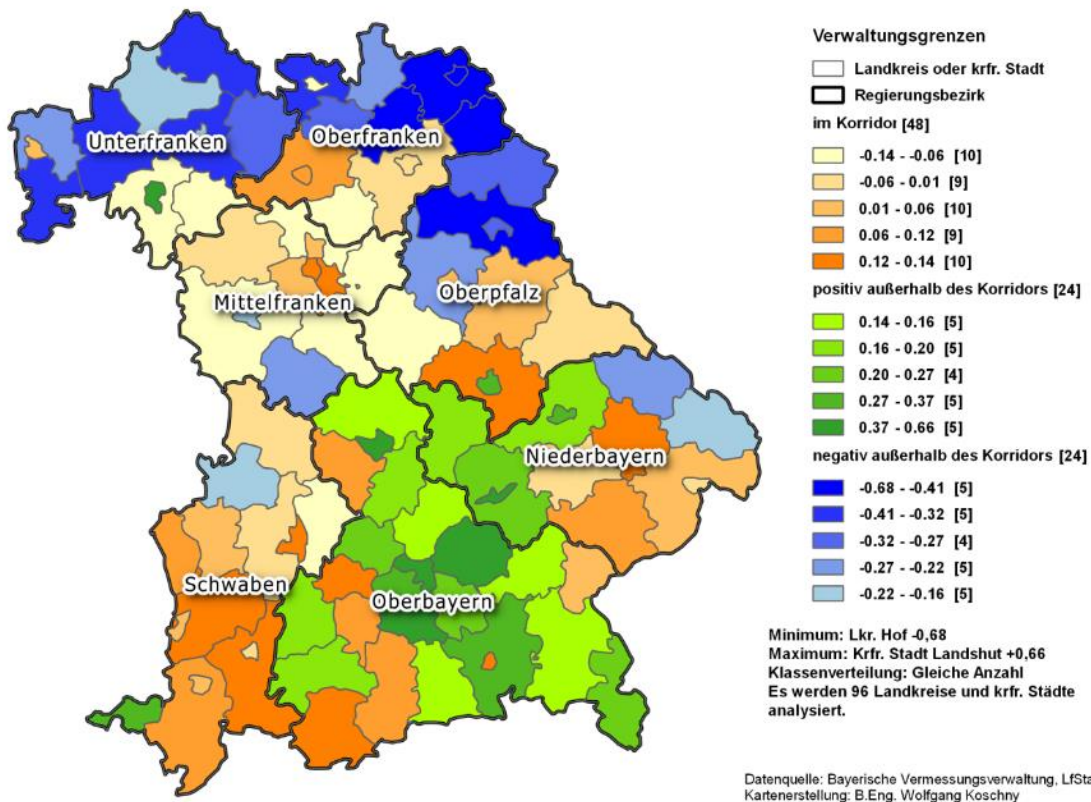 Unterfranken
Oberfranken
Mittelfranken
Oberpfalz
Niederbayern
Schwaben
Oberbayern
Verwaltungsgrenzen
Landkreis oder krfr. Stadt
Regierungsbezirk
im Korridor [48]
-0.14 - -0.06 [10]
-0.06 - 0.01 [9]
0.01 - 0.06 [10]
0.06 - 0.12 [9]
0.12 - 0.14 [10]
positiv außerhalb des Korridors [24]
0.14 - 0.16 [5]
0.16 - 0.20 [5]
0.20 - 0.27 [4]
0.27 - 0.37 [5]
0.37 - 0.66 [5]
negativ außerhalb des Korridors [24]
-0.68 - -0.41 [5]
-0.41 - -0.32 [5]
-0.32 - -0.27 [4]
-0.27 - -0.22 [5]
-0.22 - -0.16 [5]
Minimum: Lkr. Hof -0,68
Maximum: Krfr. Stadt Landshut +0,66
Klassenverteilung: Gleiche Anzahl
Es werden 96 Landkreise und krfr. Städte
analysiert.
Datenquelle: Bayerische Vermessungsverwaltung, LfSta
Kartenerstellung: B.Eng. Wolfgang Koschny